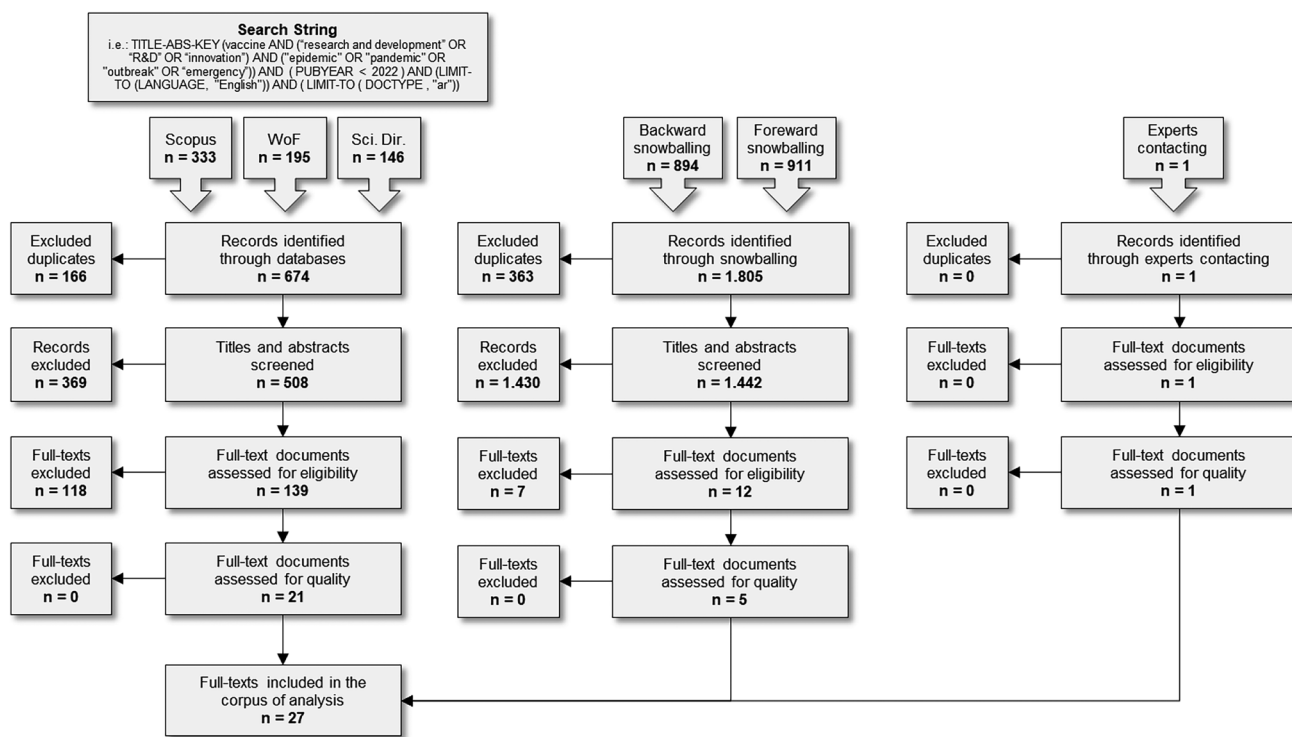 Search String
i.e.: TITLE-ABS-KEY (vaccine AND (“research and development” OR
“R&D” OR “innovation”) AND ("epidemic" OR "pandemic" OR
"outbreak" OR “emergency”)) AND ( PUBYEAR < 2022 ) AND (LIMIT-
TO (LANGUAGE, "English")) AND ( LIMIT-TO ( DOCTYPE , "ar"))
Scopus
n = 333
WoF
n = 195
Sci. Dir.
n = 146
Excluded
duplicates
n = 166
Records identified
through databases
n = 674
Records
excluded
n = 369
Titles and abstracts
screened
n = 508
Full-texts
excluded
n = 118
Full-text documents
assessed for eligibility
n = 139
Full-texts
excluded
n = 0
Full-text documents
assessed for quality
n = 21
Backward
snowballing
n = 894
Foreward
snowballing
n = 911
Excluded
duplicates
n = 363
Records identified
through snowballing
n = 1.805
Records
excluded
n = 1.430
Titles and abstracts
screened
n = 1.442
Full-texts
excluded
n = 7
Full-text documents
assessed for eligibility
n = 12
Full-texts
excluded
n = 0
Full-text documents
assessed for quality
n = 5
Experts
contacting
n = 1
Excluded
duplicates
n = 0
Records identified
through experts contacting
n = 1
Full-texts
excluded
n = 0
Full-text documents
assessed for eligibility
n = 1
Full-texts
excluded
n = 0
Full-text documents
assessed for quality
n = 1
Full-texts included in the
corpus of analysis
n = 27